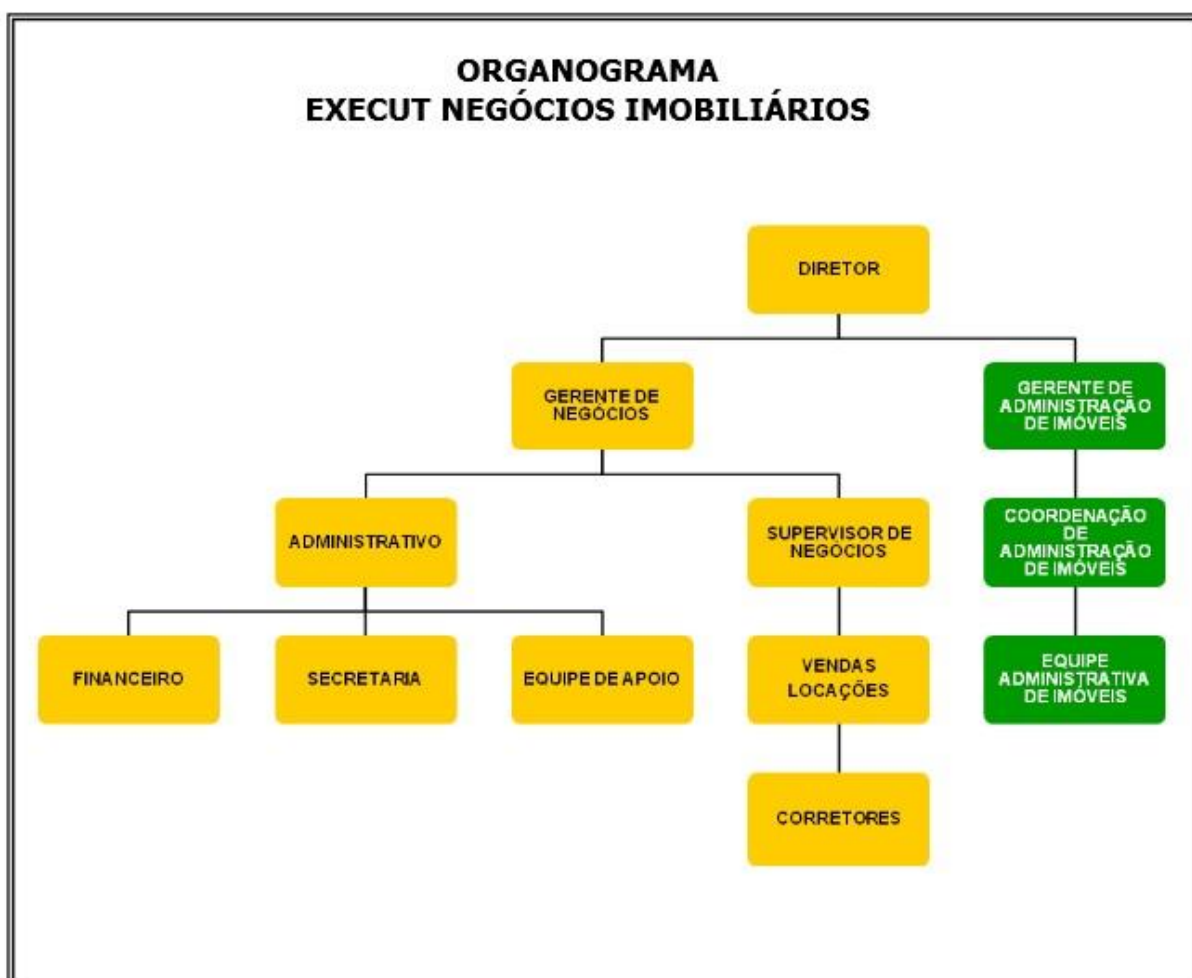 ORGANOGRAMA
EXECUT NEGÓCIOS IMOBILIÁRIOS
DIRETOR
GERENTE DE
NEGÓCIOS
GERENTE DE
ADMINISTRAÇÃO
DE IMÓVEIS
ADMINISTRATIVO
SUPERVISOR DE
NEGÓCIOS
COORDENAÇÃO
DE
ADMINISTRAÇÃO
DE IMÓVEIS
FINANCEIRO
SECRETARIA
EQUIPE DE APOIO
VENDAS
LOCAÇÕES
EQUIPE
ADMINISTRATIVA
DE IMÓVEIS
CORRETORES